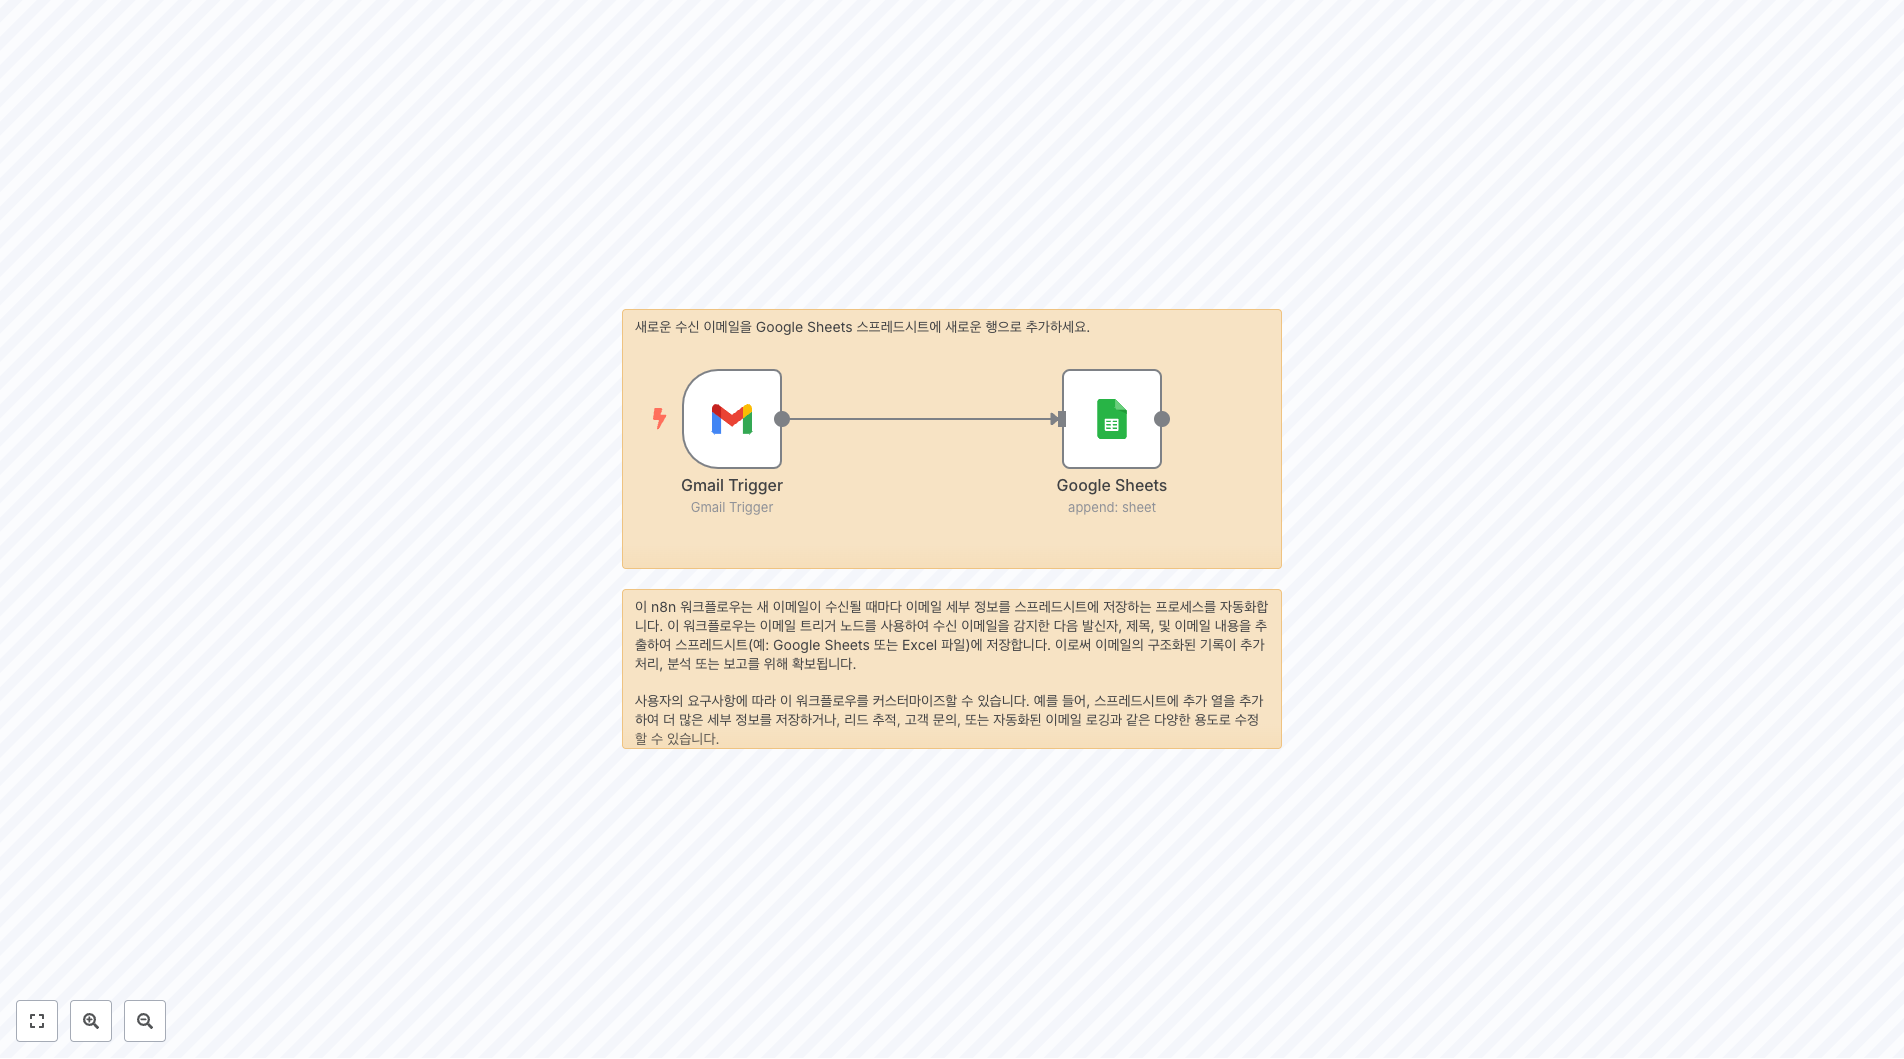 새로운 수신 이메일을 Google Sheets 스프레드시트에 새로운 행으로 추가하세요.
Gmail Trigger
Gmail Trigger
Google Sheets
append: sheet
이 n8n 워크플로우는 새 이메일이 수신될 때마다 이메일 세부 정보를 스프레드시트에 저장하는 프로세스를 자동화합
니다. 이 워크플로우는 이메일 트리거 노드를 사용하여 수신 이메일을 감지한 다음 발신자, 제목, 및 이메일 내용을 추
출하여 스프레드시트(예: Google Sheets 또는 Excel 파일)에 저장합니다. 이로써 이메일의 구조화된 기록이 추가
처리, 분석 또는 보고를 위해 확보됩니다.
사용자의 요구사항에 따라 이 워크플로우를 커스터마이즈할 수 있습니다. 예를 들어, 스프레드시트에 추가 열을 추가
하여 더 많은 세부 정보를 저장하거나, 리드 추적, 고객 문의, 또는 자동화된 이메일 로깅과 같은 다양한 용도로 수정
할 수 있습니다.